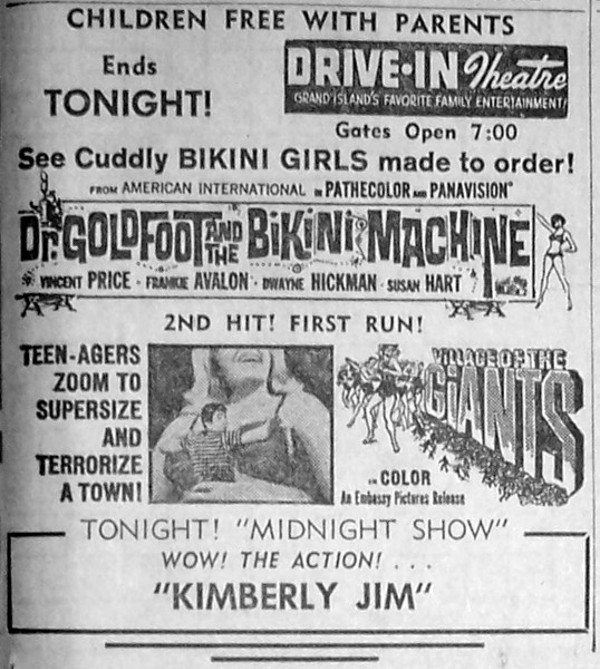 CHILDREN FREE WITH PARENTS
Ends
TONIGHT!
DRIVE-IN Theatre
GRAND ISLAND'S FAVORITE FAMILY ENTERTAINMENT!
Gates Open 7:00
See Cuddly BIKINI GIRLS made to order!
FROM AMERICAN INTERNATIONAL IN PATHECOLOR AND PANAVISION
Dr. GOLDFOOT AND THE BIKINI MACHINE
VINCENT PRICE · FRANKIE AVALON · DWAYNE HICKMAN · SUSAN HART
2ND HIT! FIRST RUN!
TEEN-AGERS
ZOOM TO
SUPERSIZE
AND
TERRORIZE
A TOWN!
VILLAGE OF THE
GiANTS
IN COLOR
An Embassy Pictures Release
TONIGHT! "MIDNIGHT SHOW"
WOW! THE ACTION! . . .
"KIMBERLY JIM"